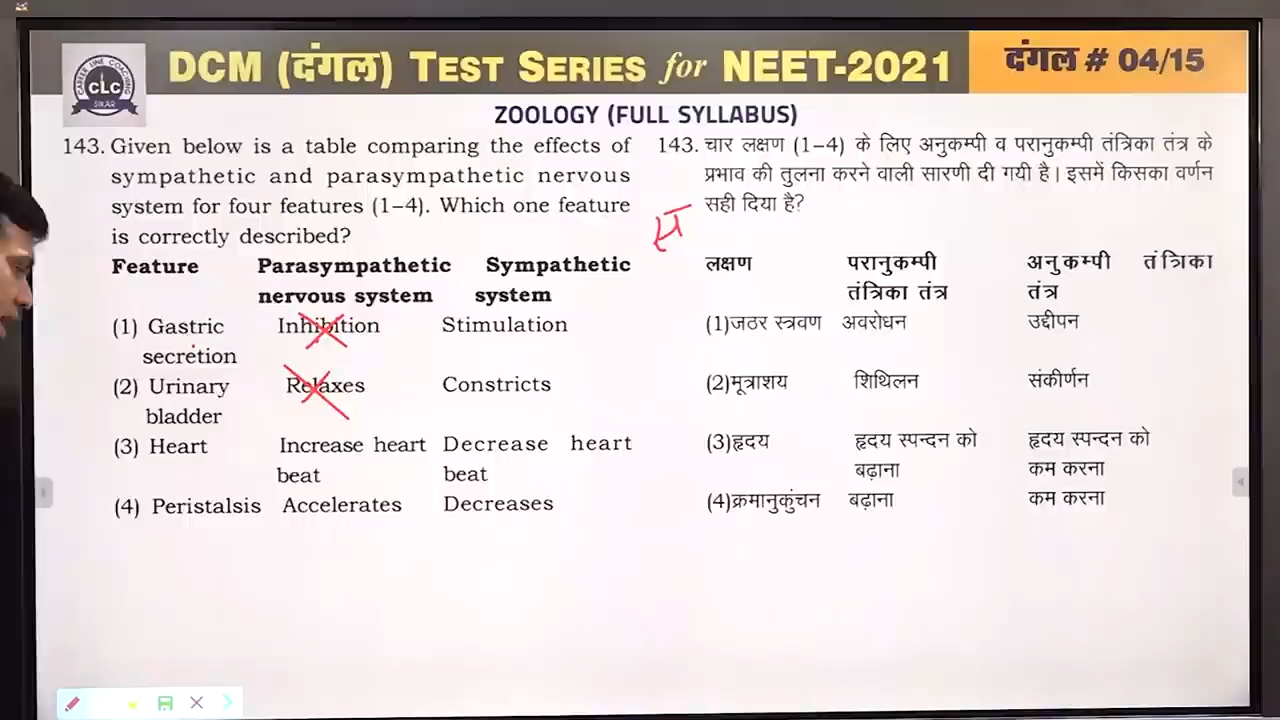 CAREER LINE COACHING
CLC
SIKAR
DCM (दंगल) TEST SERIES for NEET-2021
दंगल # 04/15
ZOOLOGY (FULL SYLLABUS)
143. Given below is a table comparing the effects of
sympathetic and parasympathetic nervous
system for four features (1–4). Which one feature
is correctly described?
Feature Parasympathetic Sympathetic
nervous system system
(1) Gastric Inhibition Stimulation
secretion
(2) Urinary Relaxes Constricts
bladder
(3) Heart Increase heart Decrease heart
beat beat
(4) Peristalsis Accelerates Decreases
143. चार लक्षण (1–4) के लिए अनुकम्पी व परानुकम्पी तंत्रिका तंत्र के
प्रभाव की तुलना करने वाली सारणी दी गयी है। इसमें किसका वर्णन
सही दिया है?
लक्षण परानुकम्पी अनुकम्पी तंत्रिका
तंत्रिका तंत्र तंत्र
(1)जठर स्त्रवण अवरोधन उद्दीपन
(2)मूत्राशय शिथिलन संकीर्णन
(3)हृदय हृदय स्पन्दन को हृदय स्पन्दन को
बढ़ाना कम करना
(4)क्रमानुकुंचन बढ़ाना कम करना